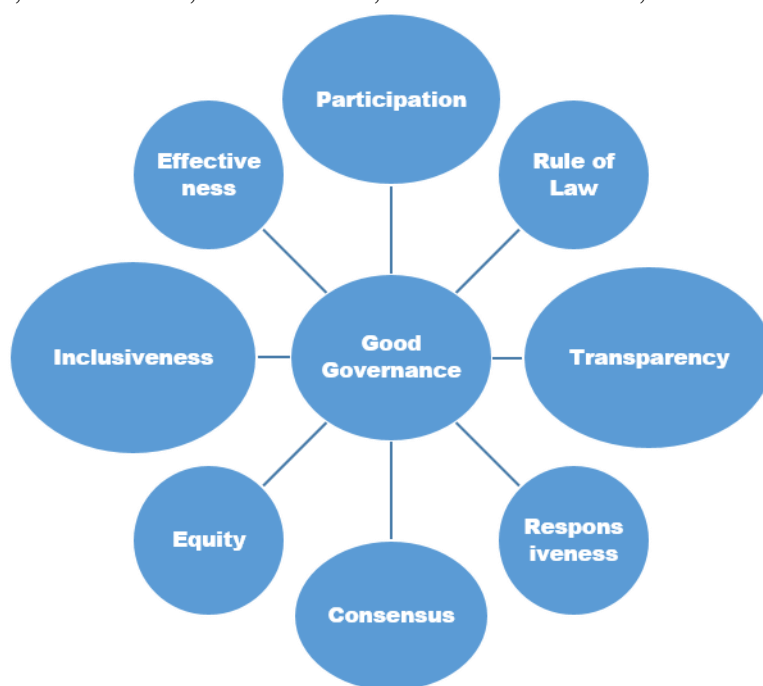 Participation
Effective
ness
Rule of
Law
Inclusiveness
Good
Governance
Transparency
Equity
Respons
iveness
Consensus